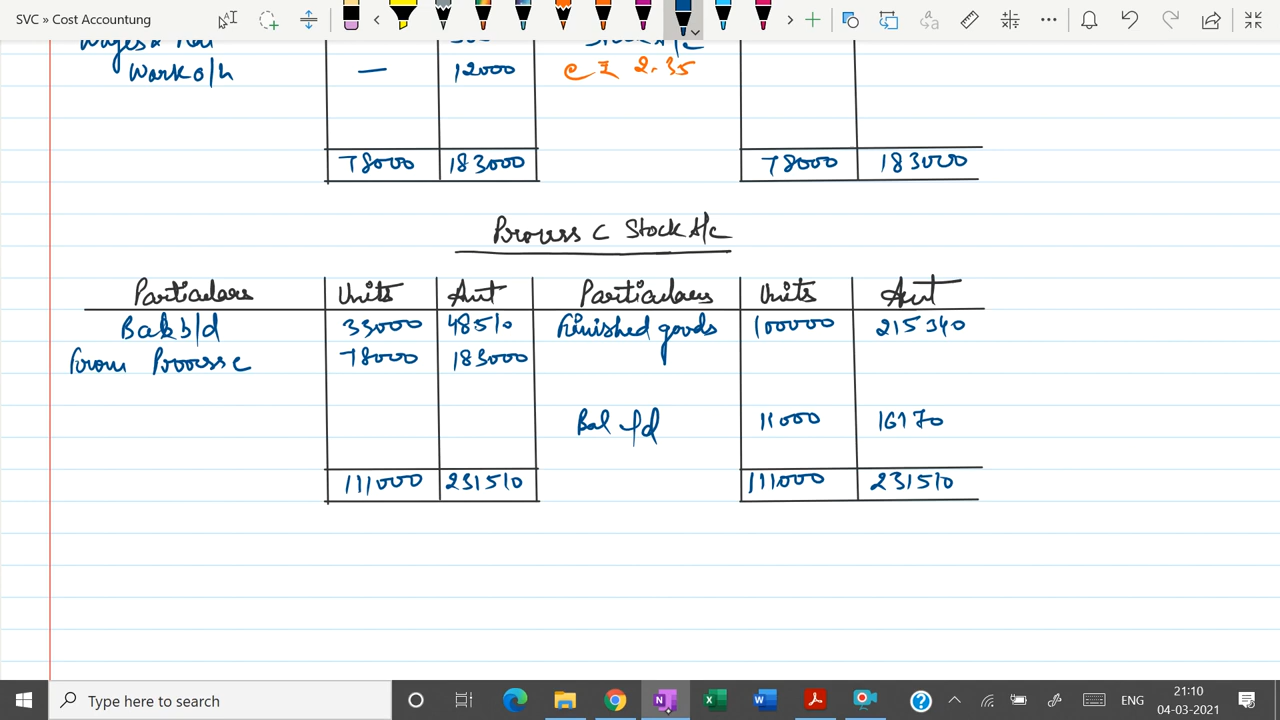 SVC » Cost Accountung
Stock A/c
Work o/h — 12000 @ ₹ 2.35
78000 183000 78000 183000
Process C Stock A/c
Particulars Units Amt Particulars Units Amt
Bal b/d 33000 48510 Finished goods 100000 215340
From Process C 78000 183000
Bal c/d 11000 16170
111000 231510 111000 231510
Type here to search
ENG
21:10
04-03-2021